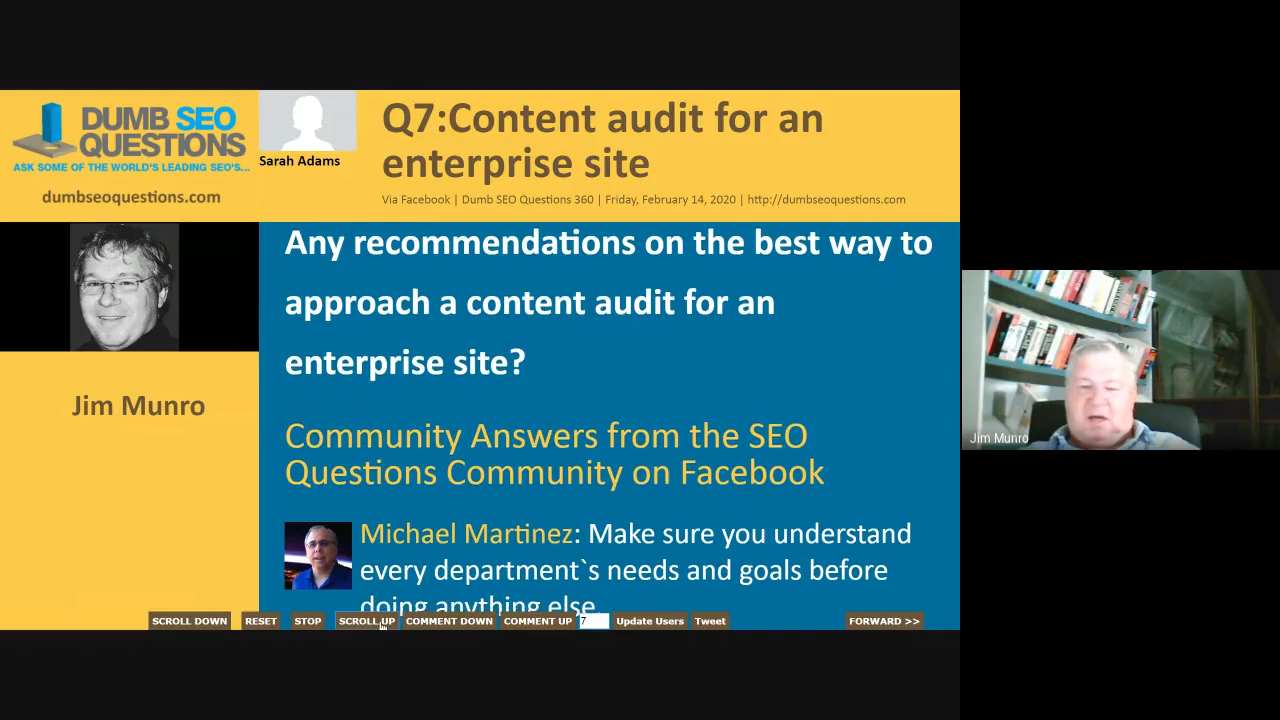 DUMB SEO
QUESTIONS
ASK SOME OF THE WORLD'S LEADING SEO'S...
dumbseoquestions.com
Sarah Adams
Q7:Content audit for an
enterprise site
Via Facebook | Dumb SEO Questions 360 | Friday, February 14, 2020 | http://dumbseoquestions.com
Jim Munro
Any recommendations on the best way to
approach a content audit for an
enterprise site?
Community Answers from the SEO
Questions Community on Facebook
Michael Martinez: Make sure you understand
every department`s needs and goals before
doing anything else.
SCROLL DOWN RESET STOP SCROLL UP COMMENT DOWN COMMENT UP 7 Update Users Tweet FORWARD >>
Jim Munro